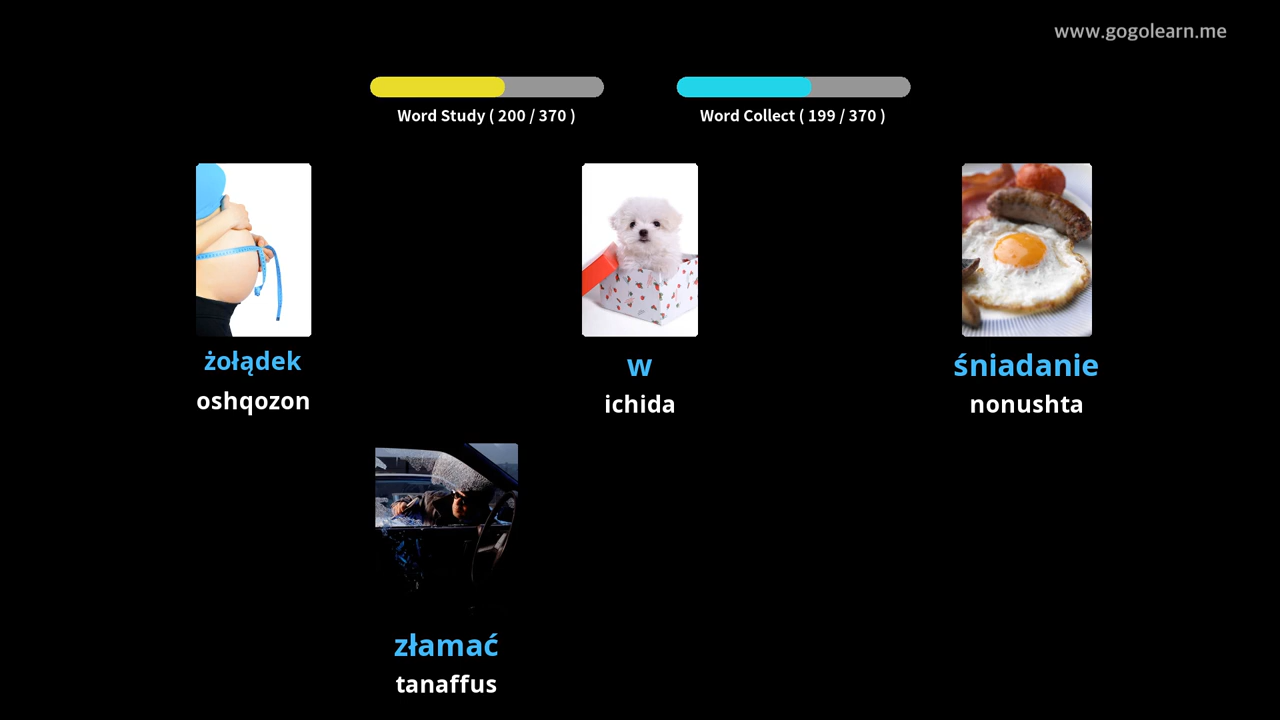 www.gogolearn.me
Word Study ( 200 / 370 )
Word Collect ( 199 / 370 )
żołądek
oshqozon
w
ichida
śniadanie
nonushta
złamać
tanaffus